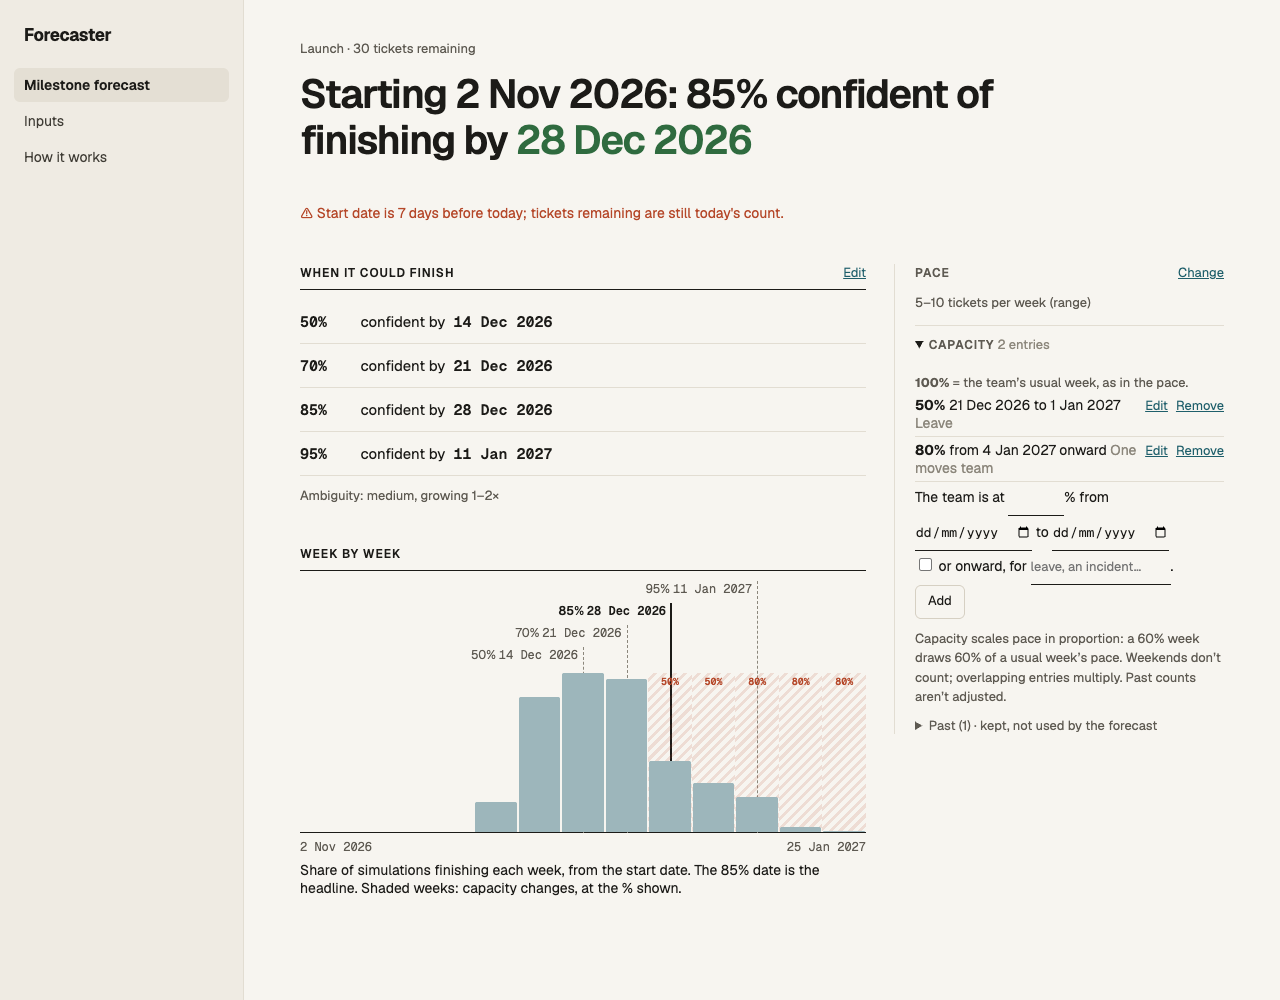 Forecaster
Milestone forecast
Inputs
How it works
Launch · 30 tickets remaining
Starting 2 Nov 2026: 85% confident of
finishing by 28 Dec 2026
⚠ Start date is 7 days before today; tickets remaining are still today's count.
WHEN IT COULD FINISH Edit
50% confident by 14 Dec 2026
70% confident by 21 Dec 2026
85% confident by 28 Dec 2026
95% confident by 11 Jan 2027
Ambiguity: medium, growing 1–2×
WEEK BY WEEK
95% 11 Jan 2027
85% 28 Dec 2026
70% 21 Dec 2026
50% 14 Dec 2026
50% 50% 80% 80% 80%
2 Nov 2026 25 Jan 2027
Share of simulations finishing each week, from the start date. The 85% date is the
headline. Shaded weeks: capacity changes, at the % shown.
PACE Change
5–10 tickets per week (range)
▼ CAPACITY 2 entries
100% = the team’s usual week, as in the pace.
50% 21 Dec 2026 to 1 Jan 2027 Edit Remove
Leave
80% from 4 Jan 2027 onward One Edit Remove
moves team
The team is at % from
dd/mm/yyyy to dd/mm/yyyy
or onward, for leave, an incident… .
Add
Capacity scales pace in proportion: a 60% week
draws 60% of a usual week’s pace. Weekends don’t
count; overlapping entries multiply. Past counts
aren’t adjusted.
▶ Past (1) · kept, not used by the forecast